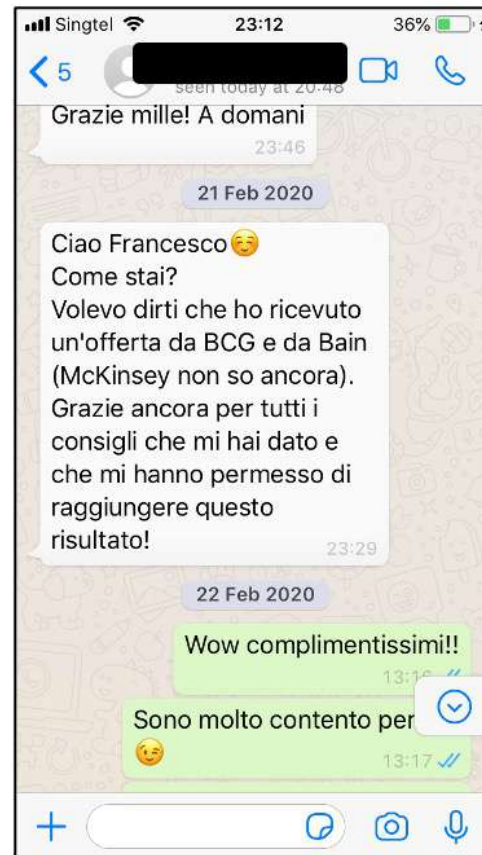 Singtel 23:12 36%
5
seen today at 20:48
Grazie mille! A domani
23:46
21 Feb 2020
Ciao Francesco☺️
Come stai?
Volevo dirti che ho ricevuto
un'offerta da BCG e da Bain
(McKinsey non so ancora).
Grazie ancora per tutti i
consigli che mi hai dato e
che mi hanno permesso di
raggiungere questo
risultato!
23:29
22 Feb 2020
Wow complimentissimi!!
Sono molto contento per
😉
13:17